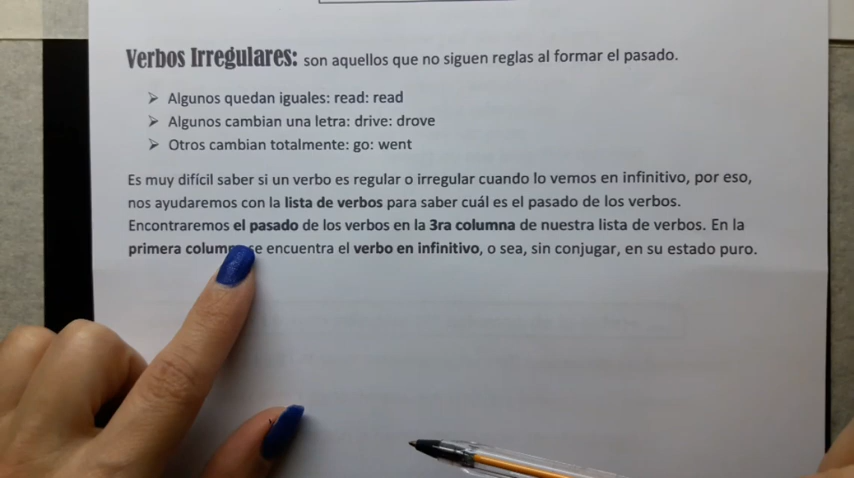 Verbos Irregulares: son aquellos que no siguen reglas al formar el pasado.
➢ Algunos quedan iguales: read: read
➢ Algunos cambian una letra: drive: drove
➢ Otros cambian totalmente: go: went
Es muy difícil saber si un verbo es regular o irregular cuando lo vemos en infinitivo, por eso,
nos ayudaremos con la lista de verbos para saber cuál es el pasado de los verbos.
Encontraremos el pasado de los verbos en la 3ra columna de nuestra lista de verbos. En la
primera columna se encuentra el verbo en infinitivo, o sea, sin conjugar, en su estado puro.